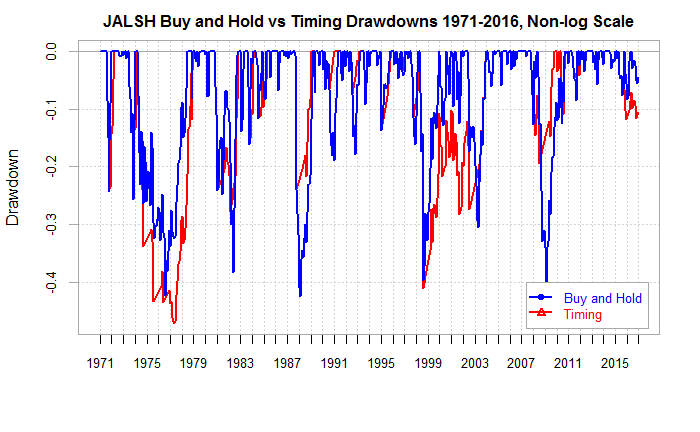 JALSH Buy and Hold vs Timing Drawdowns 1971-2016, Non-log Scale
Drawdown
0.0
-0.1
-0.2
-0.3
-0.4
Buy and Hold
Timing
1971 1975 1979 1983 1987 1991 1995 1999 2003 2007 2011 2015